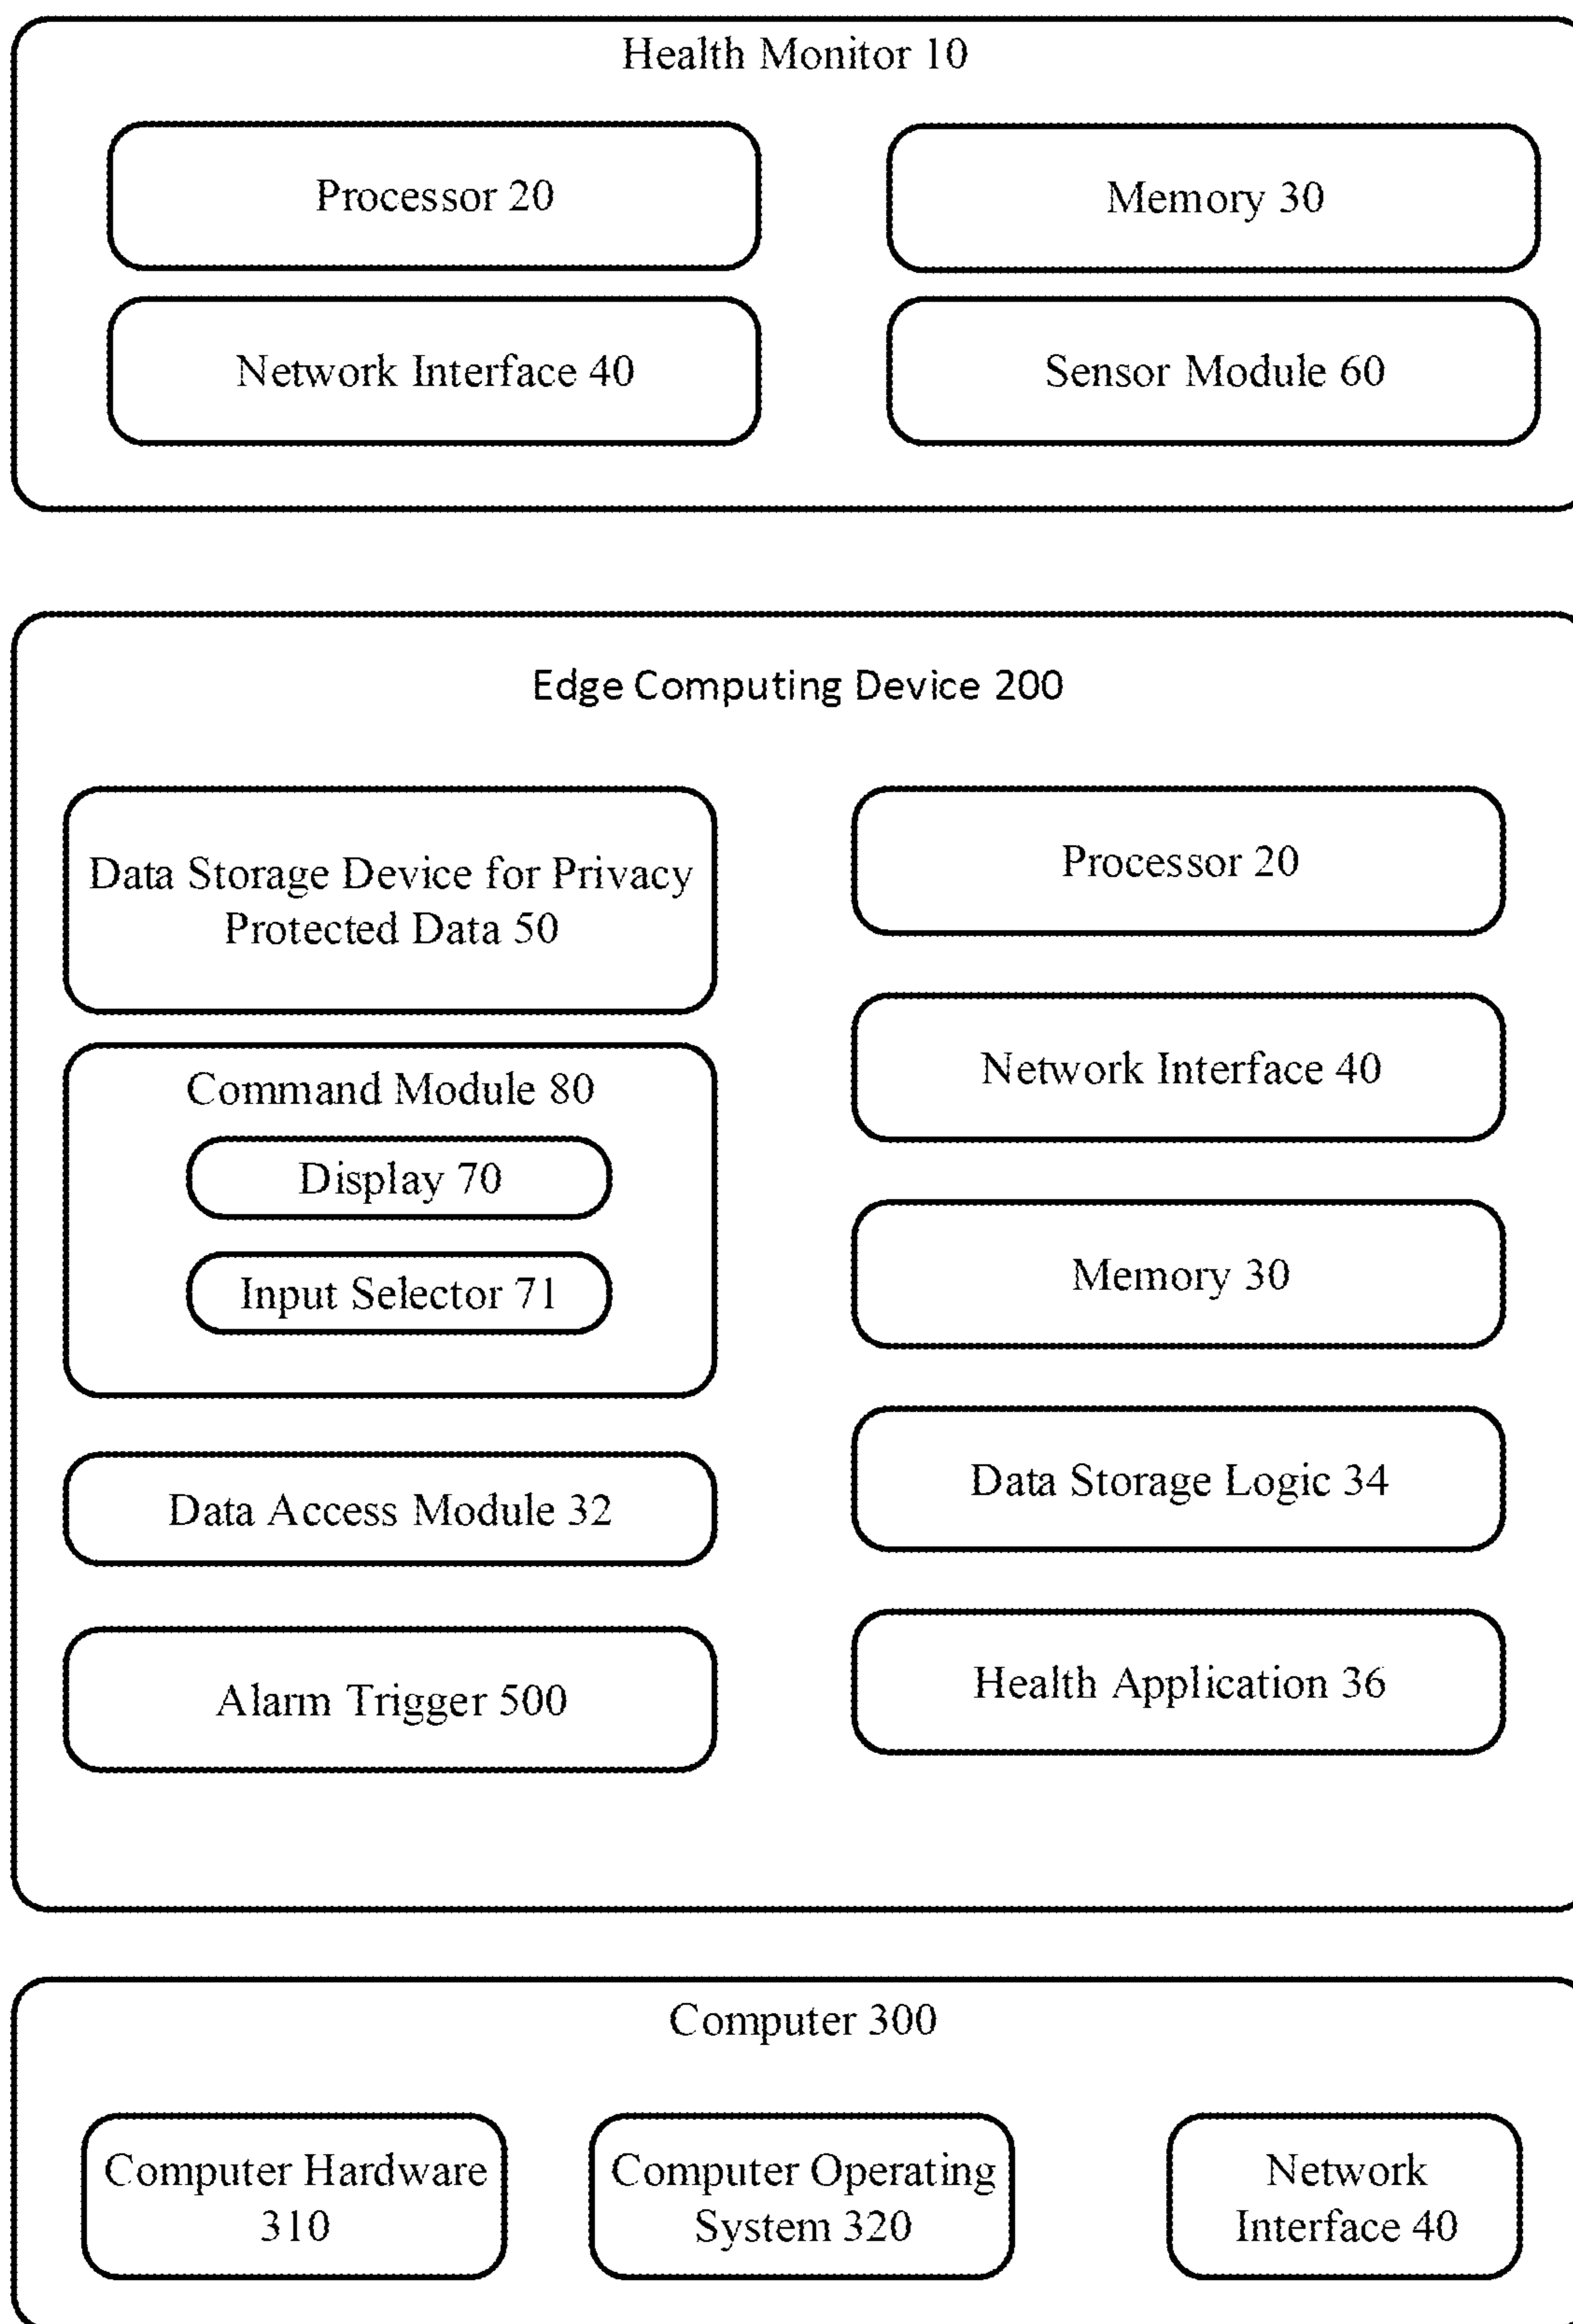 Health Monitor 10
Processor 20
Memory 30
Network Interface 40
Sensor Module 60
Edge Computing Device 200
Data Storage Device for Privacy
Protected Data 50
Processor 20
Command Module 80
Display 70
Input Selector 71
Network Interface 40
Memory 30
Data Access Module 32
Data Storage Logic 34
Alarm Trigger 500
Health Application 36
Computer 300
Computer Hardware
310
Computer Operating
System 320
Network
Interface 40